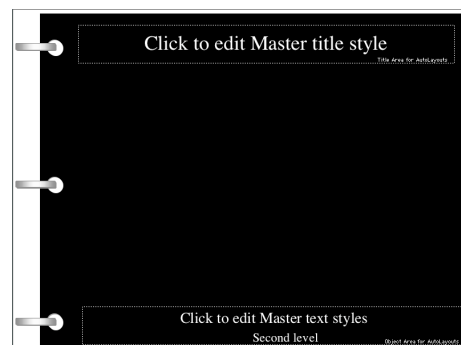 Click to edit Master title style
Title Area for AutoLayouts
Click to edit Master text styles
Second level
Object Area for AutoLayouts